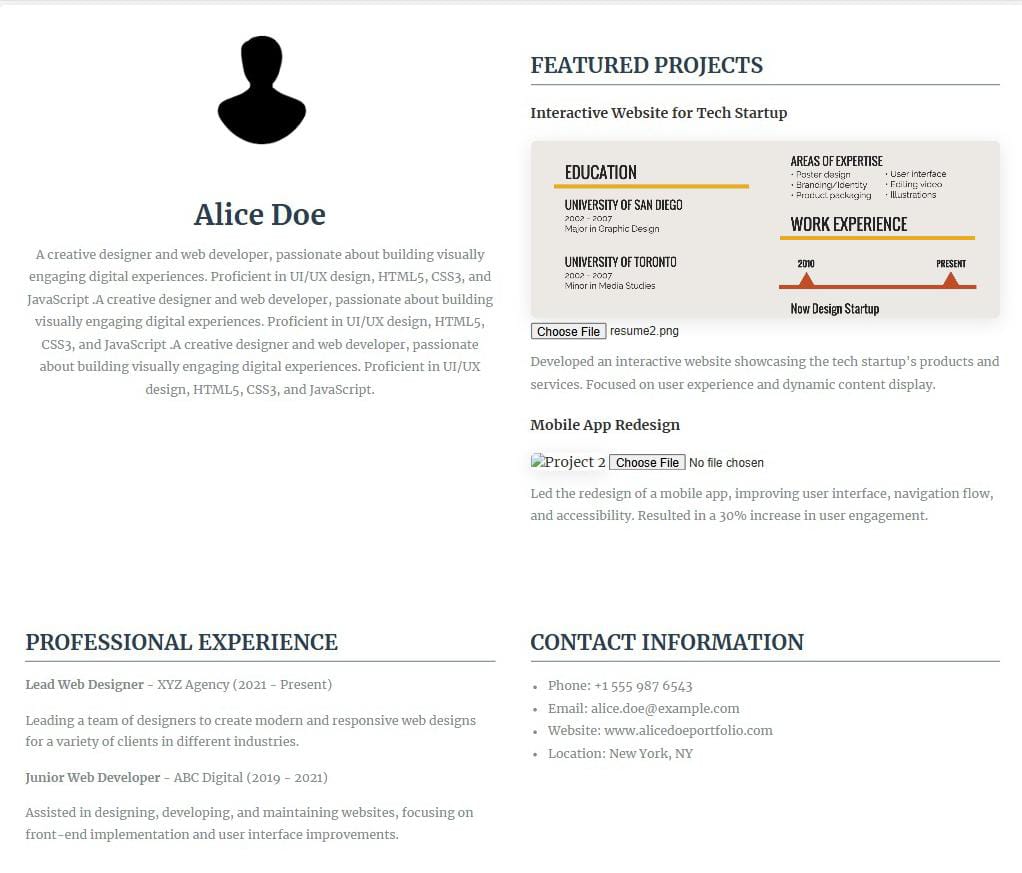 Alice Doe
A creative designer and web developer, passionate about building visually
engaging digital experiences. Proficient in UI/UX design, HTML5, CSS3, and
JavaScript .A creative designer and web developer, passionate about building
visually engaging digital experiences. Proficient in UI/UX design, HTML5,
CSS3, and JavaScript .A creative designer and web developer, passionate
about building visually engaging digital experiences. Proficient in UI/UX
design, HTML5, CSS3, and JavaScript.
FEATURED PROJECTS
Interactive Website for Tech Startup
EDUCATION
UNIVERSITY OF SAN DIEGO
2002 - 2007
Major in Graphic Design
UNIVERSITY OF TORONTO
2002 - 2007
Minor in Media Studies
AREAS OF EXPERTISE
• Poster design • User interface
• Branding/Identity • Editing video
• Product packaging • Illustrations
WORK EXPERIENCE
2010 PRESENT
Now Design Startup
Choose File resume2.png
Developed an interactive website showcasing the tech startup's products and
services. Focused on user experience and dynamic content display.
Mobile App Redesign
Project 2 Choose File No file chosen
Led the redesign of a mobile app, improving user interface, navigation flow,
and accessibility. Resulted in a 30% increase in user engagement.
PROFESSIONAL EXPERIENCE
Lead Web Designer - XYZ Agency (2021 - Present)
Leading a team of designers to create modern and responsive web designs
for a variety of clients in different industries.
Junior Web Developer - ABC Digital (2019 - 2021)
Assisted in designing, developing, and maintaining websites, focusing on
front-end implementation and user interface improvements.
CONTACT INFORMATION
• Phone: +1 555 987 6543
• Email: alice.doe@example.com
• Website: www.alicedoeportfolio.com
• Location: New York, NY